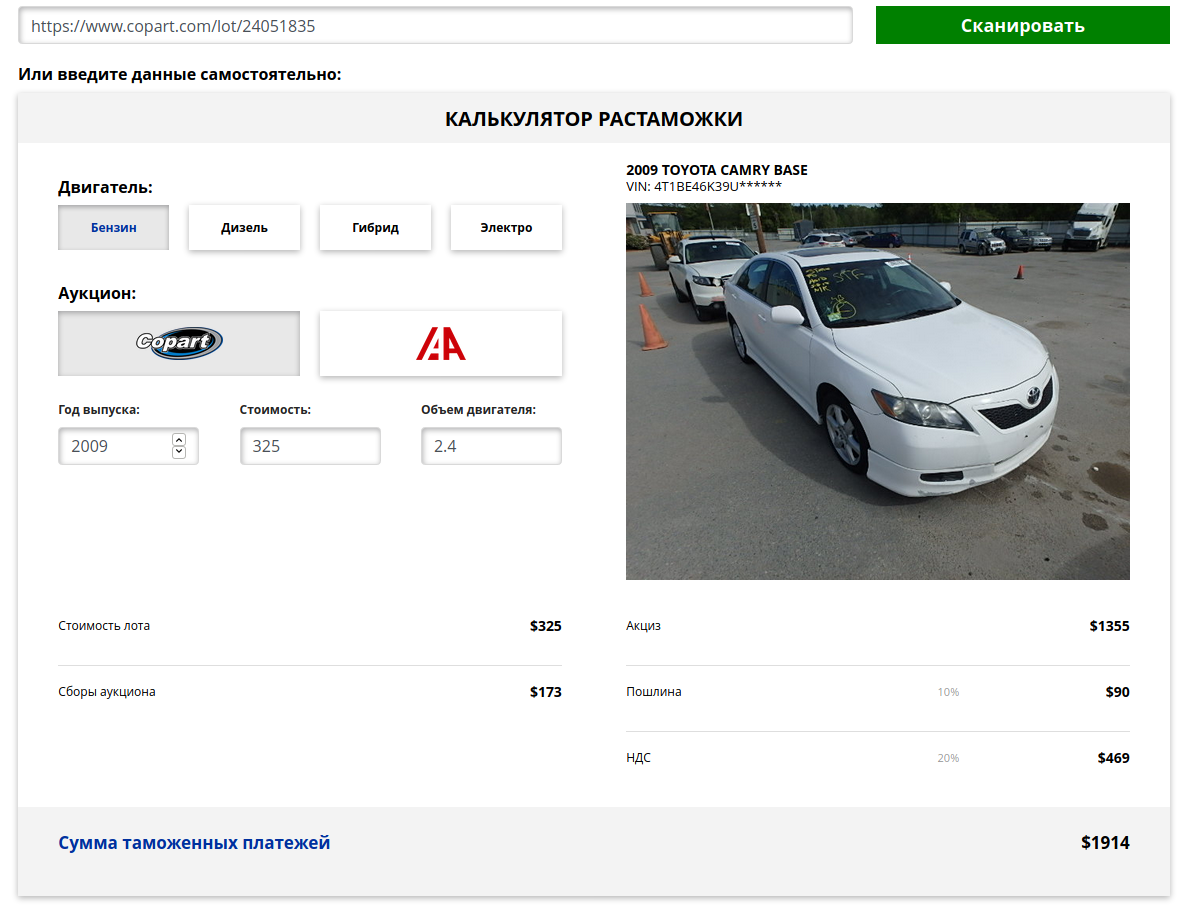 https://www.copart.com/lot/24051835
Сканировать
Или введите данные самостоятельно:
КАЛЬКУЛЯТОР РАСТАМОЖКИ
Двигатель:
Бензин
Дизель
Гибрид
Электро
Аукцион:
Copart
IAA
Год выпуска:
Стоимость:
Объем двигателя:
2009
325
2.4
2009 TOYOTA CAMRY BASE
VIN: 4T1BE46K39U******
Стоимость лота
$325
Сборы аукциона
$173
Акциз
$1355
Пошлина
10%
$90
НДС
20%
$469
Сумма таможенных платежей
$1914